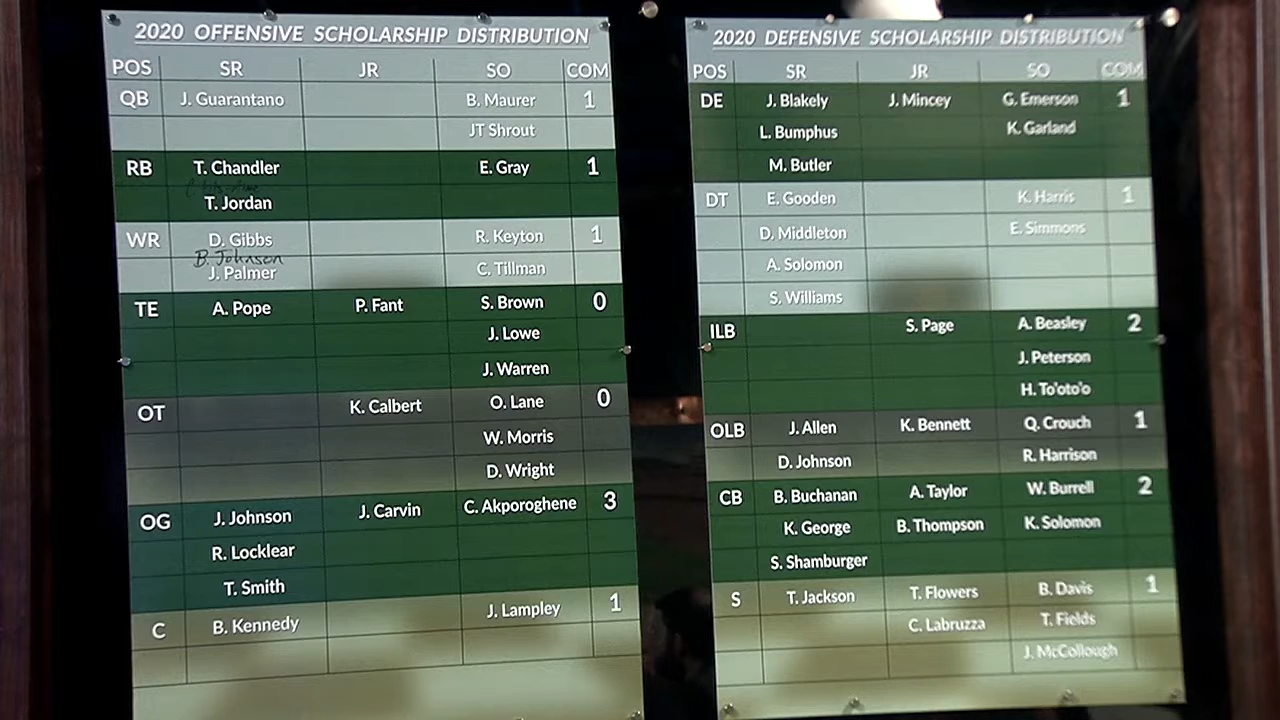 2020 OFFENSIVE SCHOLARSHIP DISTRIBUTION
POS SR JR SO COM
QB J. Guarantano B. Maurer 1
JT Shrout
RB T. Chandler E. Gray 1
T. Jordan
WR D. Gibbs R. Keyton 1
B. Johnson
J. Palmer C. Tillman
TE A. Pope P. Fant S. Brown 0
J. Lowe
J. Warren
OT K. Calbert O. Lane 0
W. Morris
D. Wright
OG J. Johnson J. Carvin C. Akporoghene 3
R. Locklear
T. Smith
C B. Kennedy J. Lampley 1
2020 DEFENSIVE SCHOLARSHIP DISTRIBUTION
POS SR JR SO COM
DE J. Blakely J. Mincey G. Emerson 1
L. Bumphus K. Garland
M. Butler
DT E. Gooden K. Harris 1
D. Middleton E. Simmons
A. Solomon
S. Williams
ILB S. Page A. Beasley 2
J. Peterson
H. To'oto'o
OLB J. Allen K. Bennett Q. Crouch 1
D. Johnson R. Harrison
CB B. Buchanan A. Taylor W. Burrell 2
K. George B. Thompson K. Solomon
S. Shamburger
S T. Jackson T. Flowers B. Davis 1
C. Labruzza T. Fields
J. McCollough